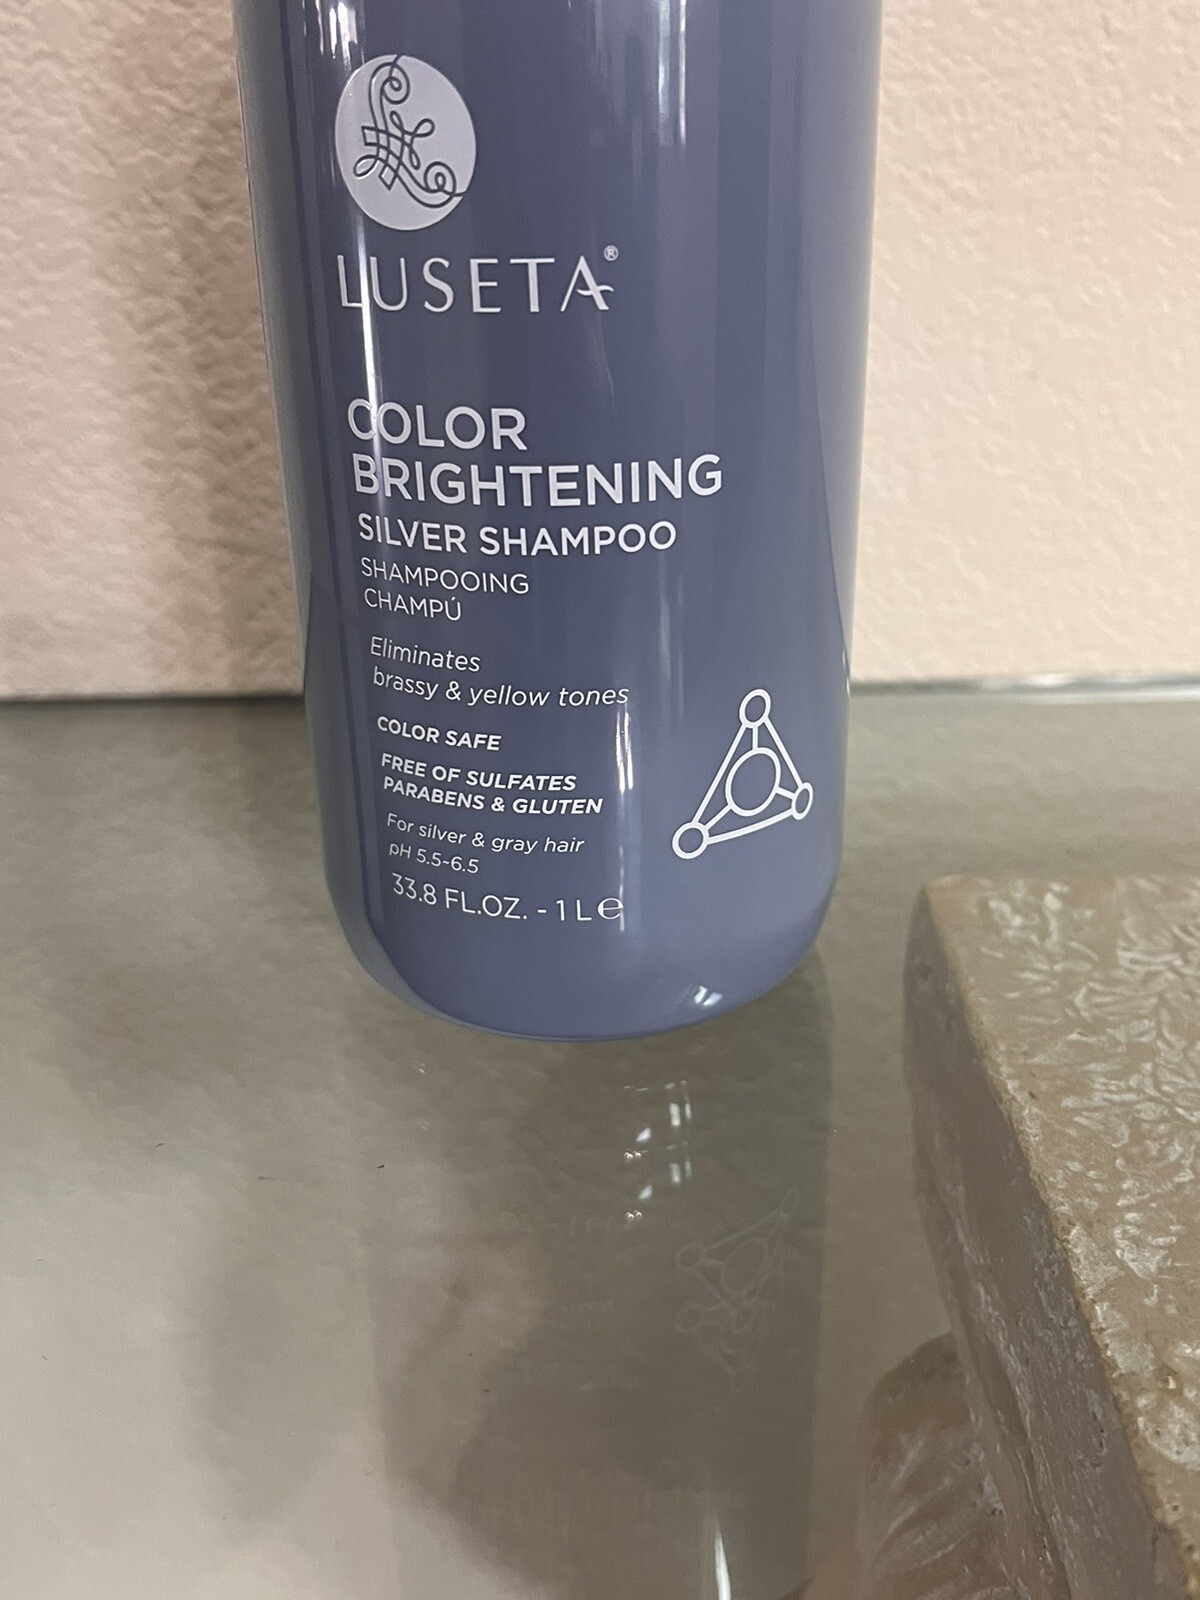 LUSETA®
COLOR
BRIGHTENING
SILVER SHAMPOO
SHAMPOOING
CHAMPÚ
Eliminates
brassy & yellow tones
COLOR SAFE
FREE OF SULFATES
PARABENS & GLUTEN
For silver & gray hair
pH 5.5-6.5
33.8 FL.OZ. - 1 L ℮